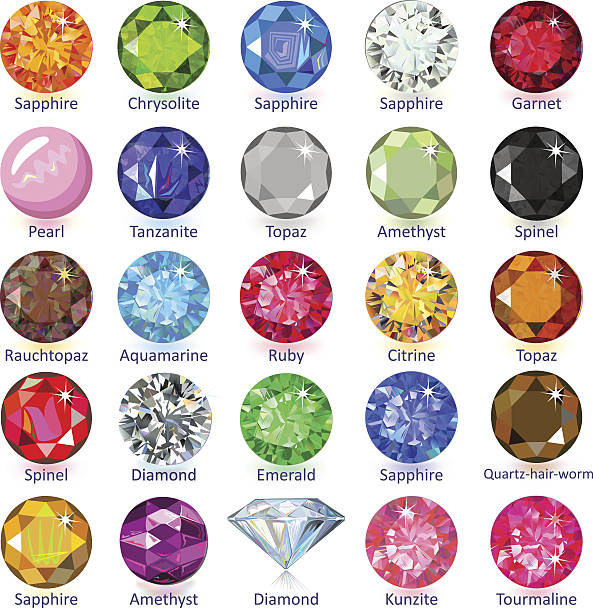 Sapphire Chrysolite Sapphire Sapphire Garnet
Pearl Tanzanite Topaz Amethyst Spinel
Rauchtopaz Aquamarine Ruby Citrine Topaz
Spinel Diamond Emerald Sapphire Quartz-hair-worm
Sapphire Amethyst Diamond Kunzite Tourmaline